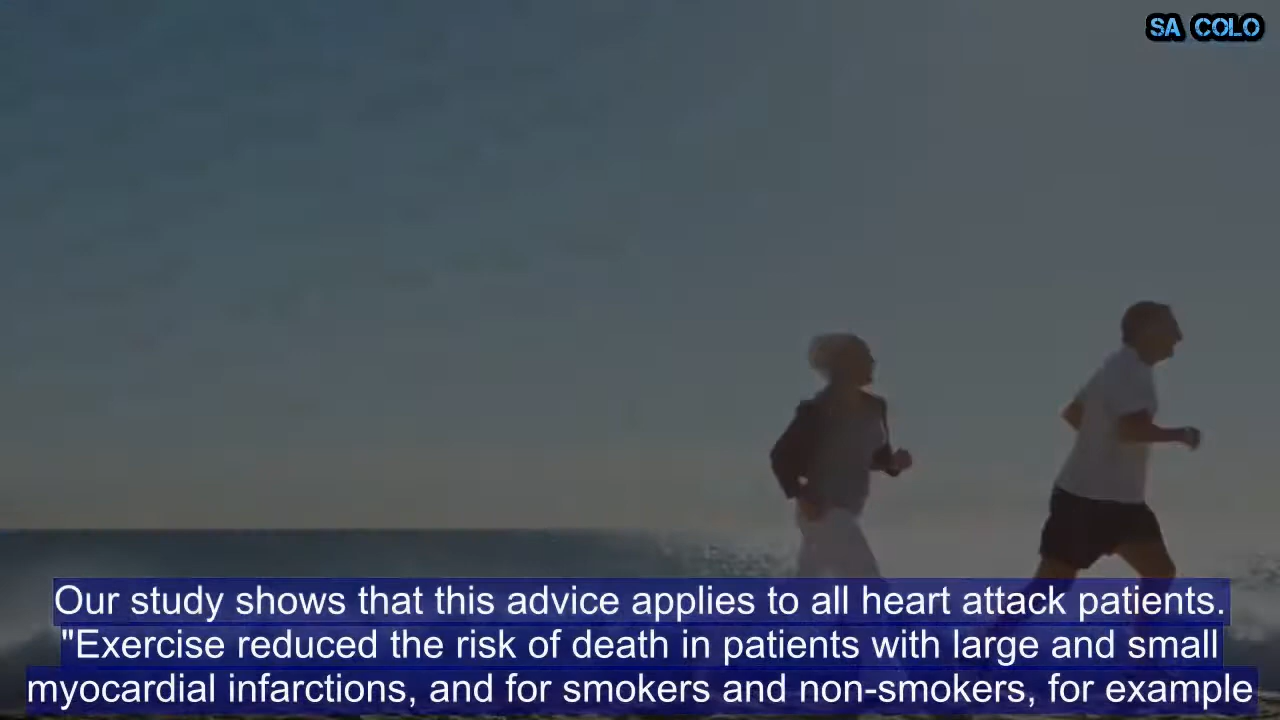 SA COLO
Our study shows that this advice applies to all heart attack patients.
"Exercise reduced the risk of death in patients with large and small
myocardial infarctions, and for smokers and non-smokers, for example